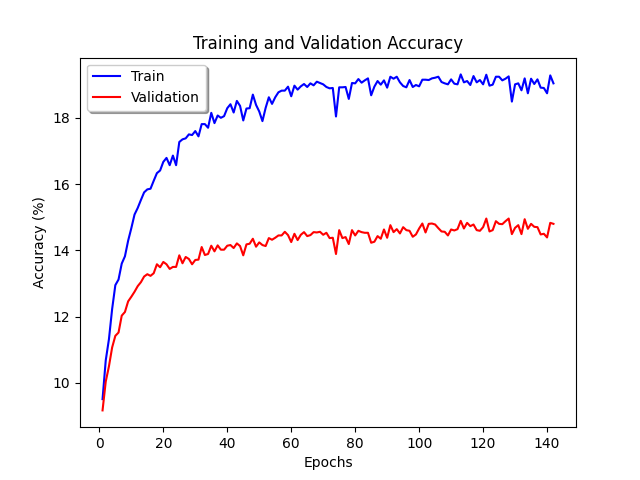 Training and Validation Accuracy
Train
Validation
Accuracy (%)
18
16
14
12
10
0 20 40 60 80 100 120 140
Epochs